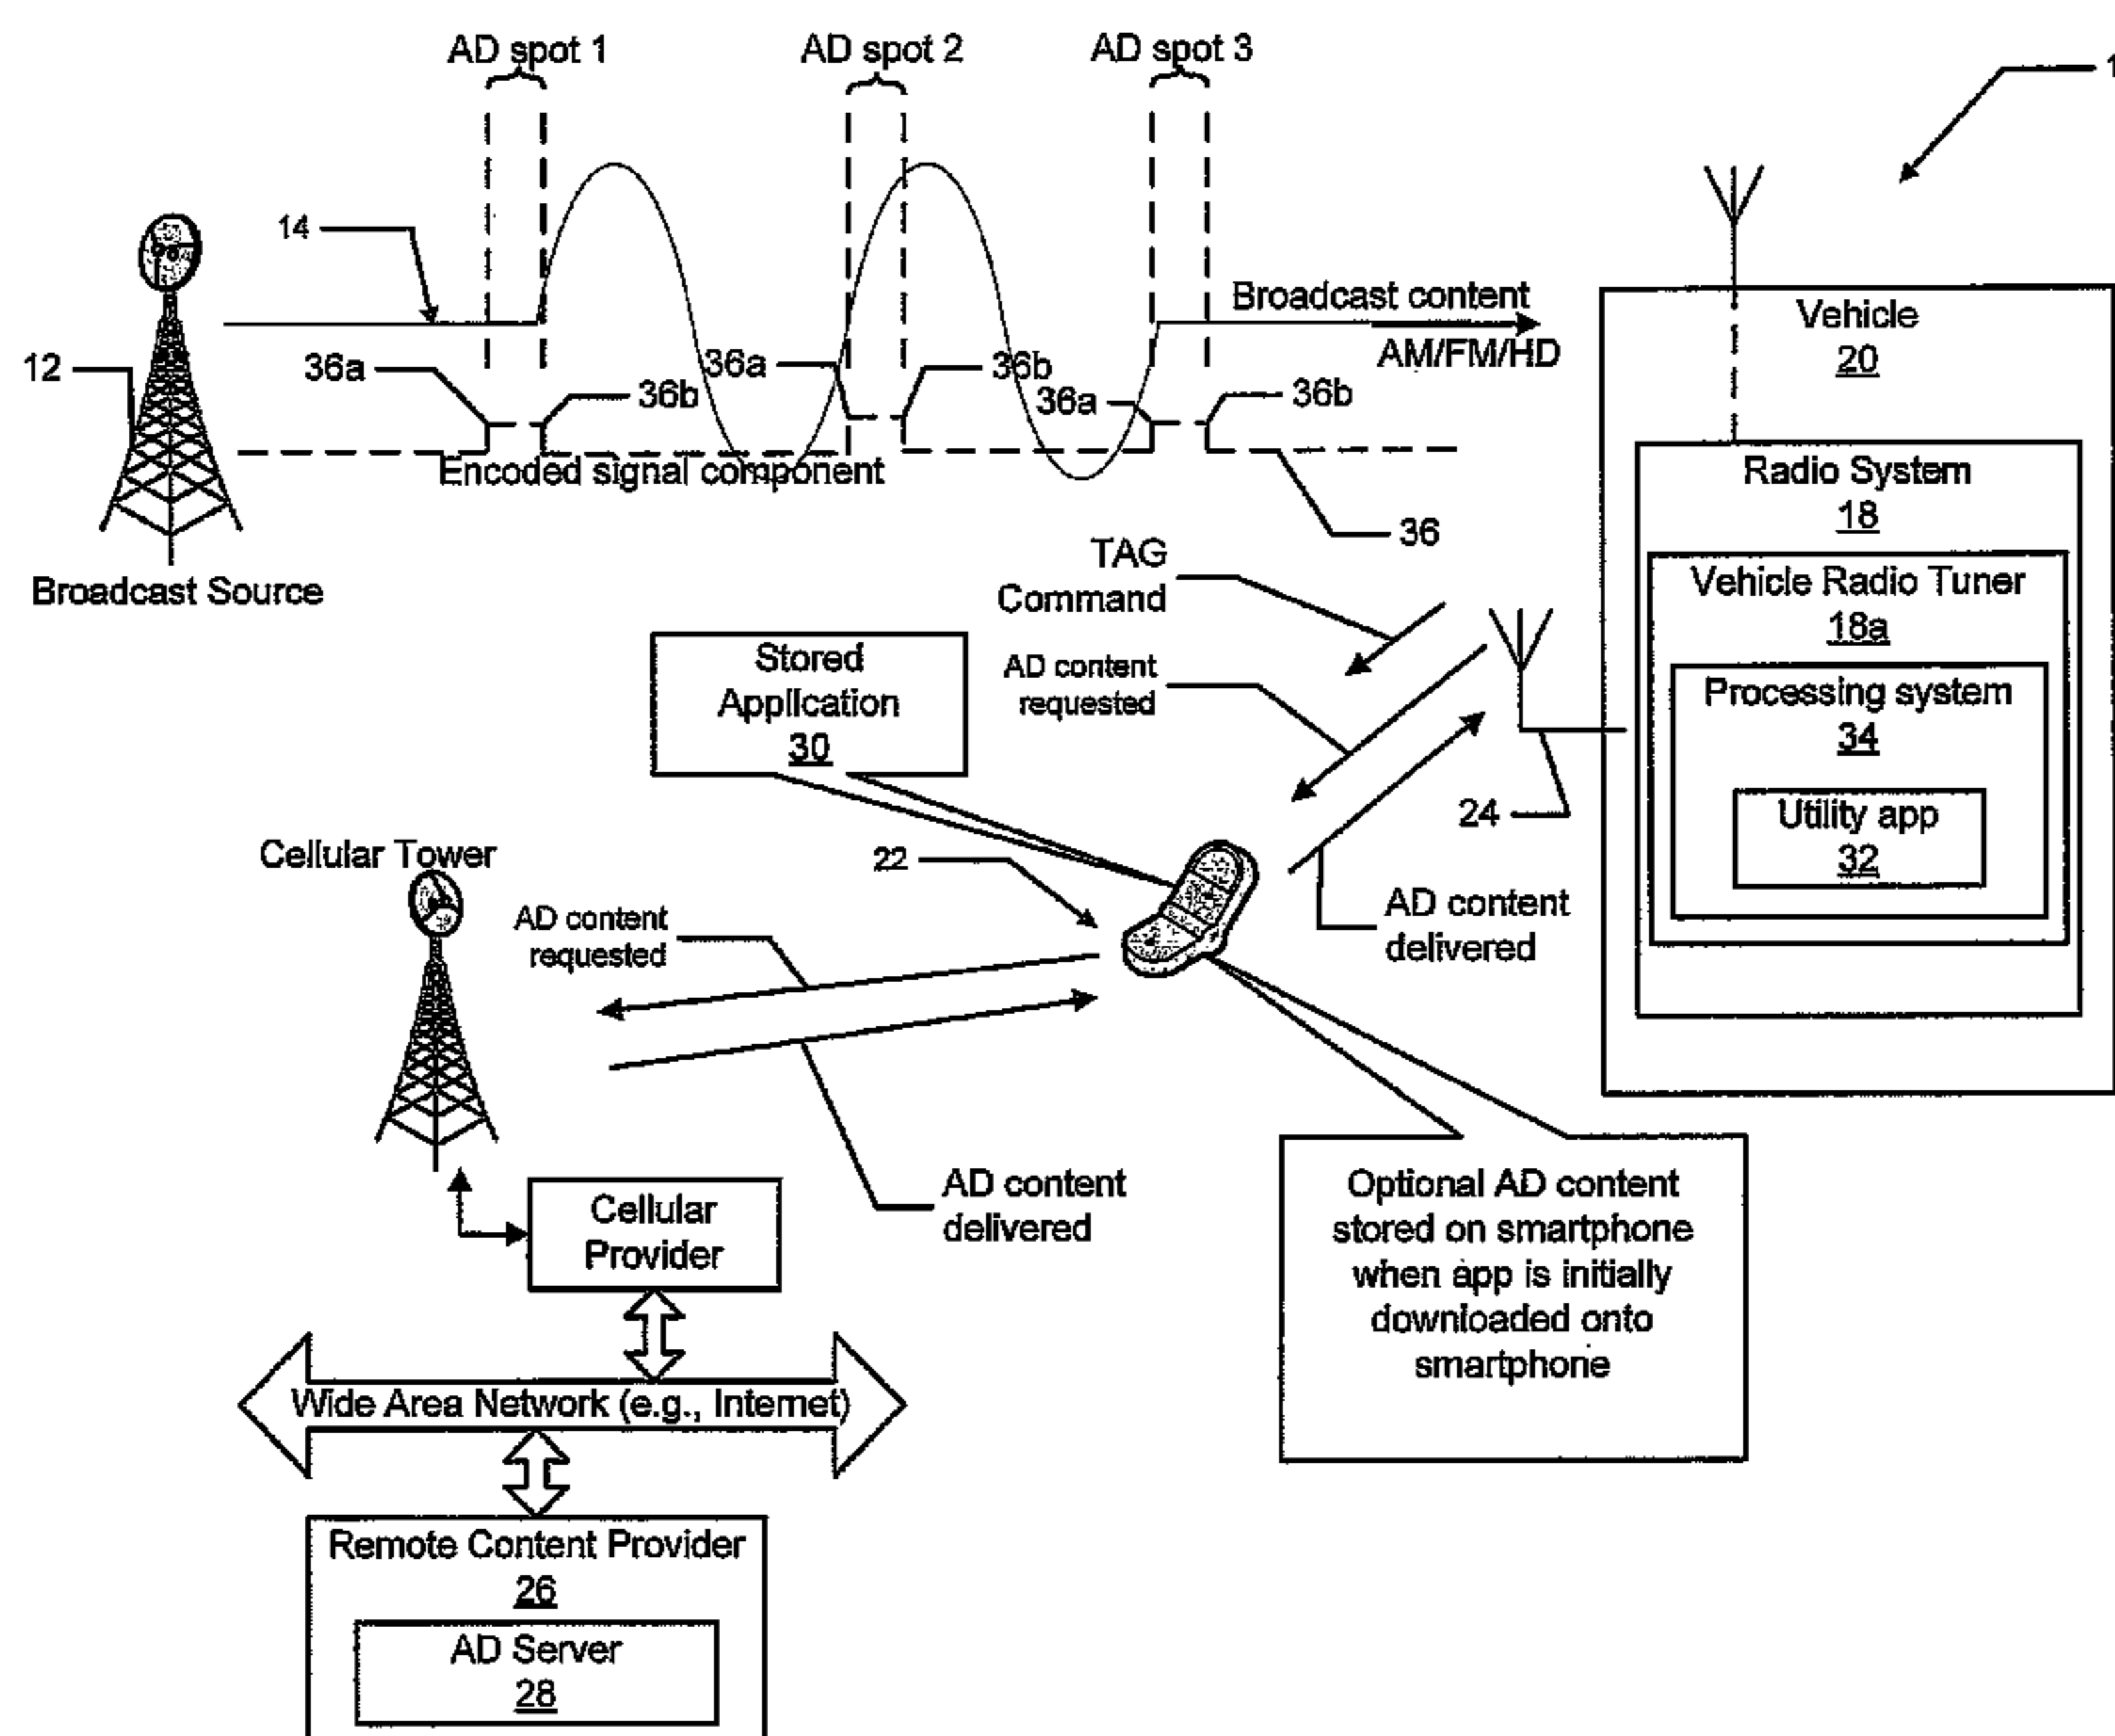 AD spot 1
AD spot 2
AD spot 3
1
14
Broadcast content
AM/FM/HD
12
36a
36b
36a
36b
36a
36b
Encoded signal component
36
Broadcast Source
Vehicle
20
Radio System
18
Vehicle Radio Tuner
18a
Processing system
34
Utility app
32
TAG
Command
AD content
requested
Stored
Application
30
24
22
Cellular Tower
AD content
requested
AD content
delivered
AD content
delivered
Cellular
Provider
Optional AD content
stored on smartphone
when app is initially
downloaded onto
smartphone
Wide Area Network (e.g., Internet)
Remote Content Provider
26
AD Server
28